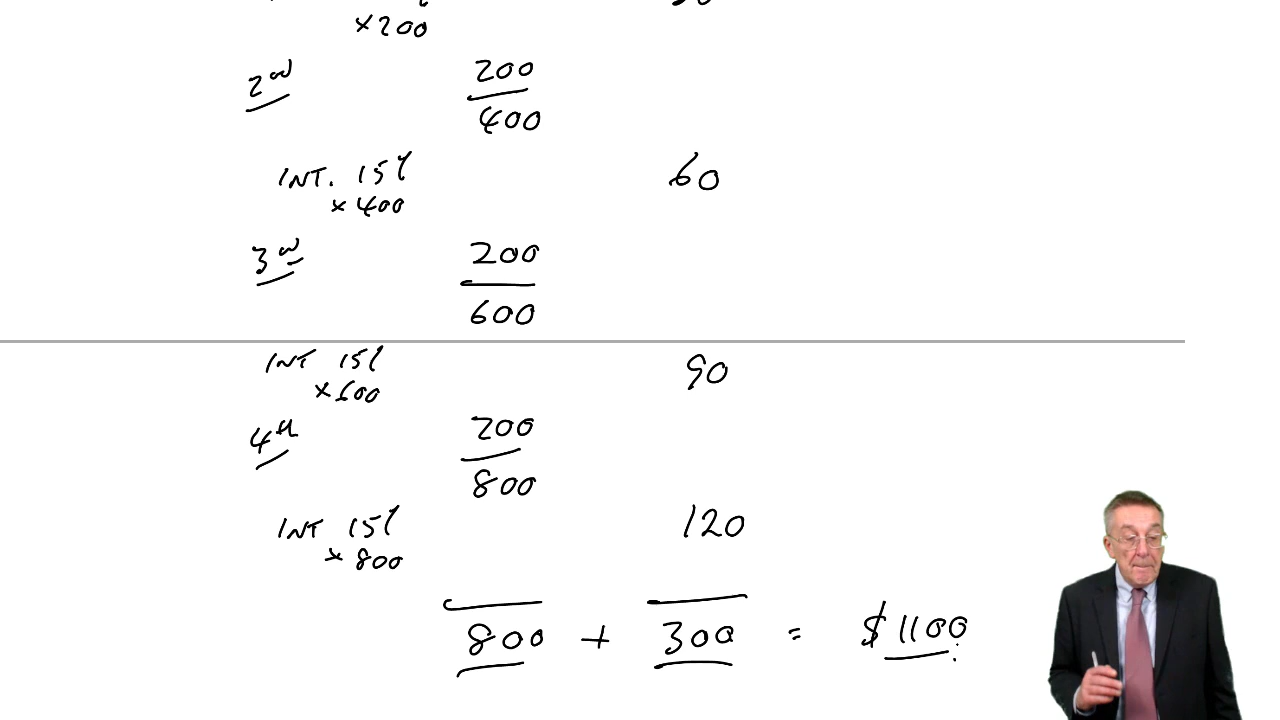 ×200
2nd 200
400
INT. 15% 60
× 400
3rd 200
600
INT 15% 90
×600
4th 200
800
INT 15% 120
× 800
800 + 300 = $1100